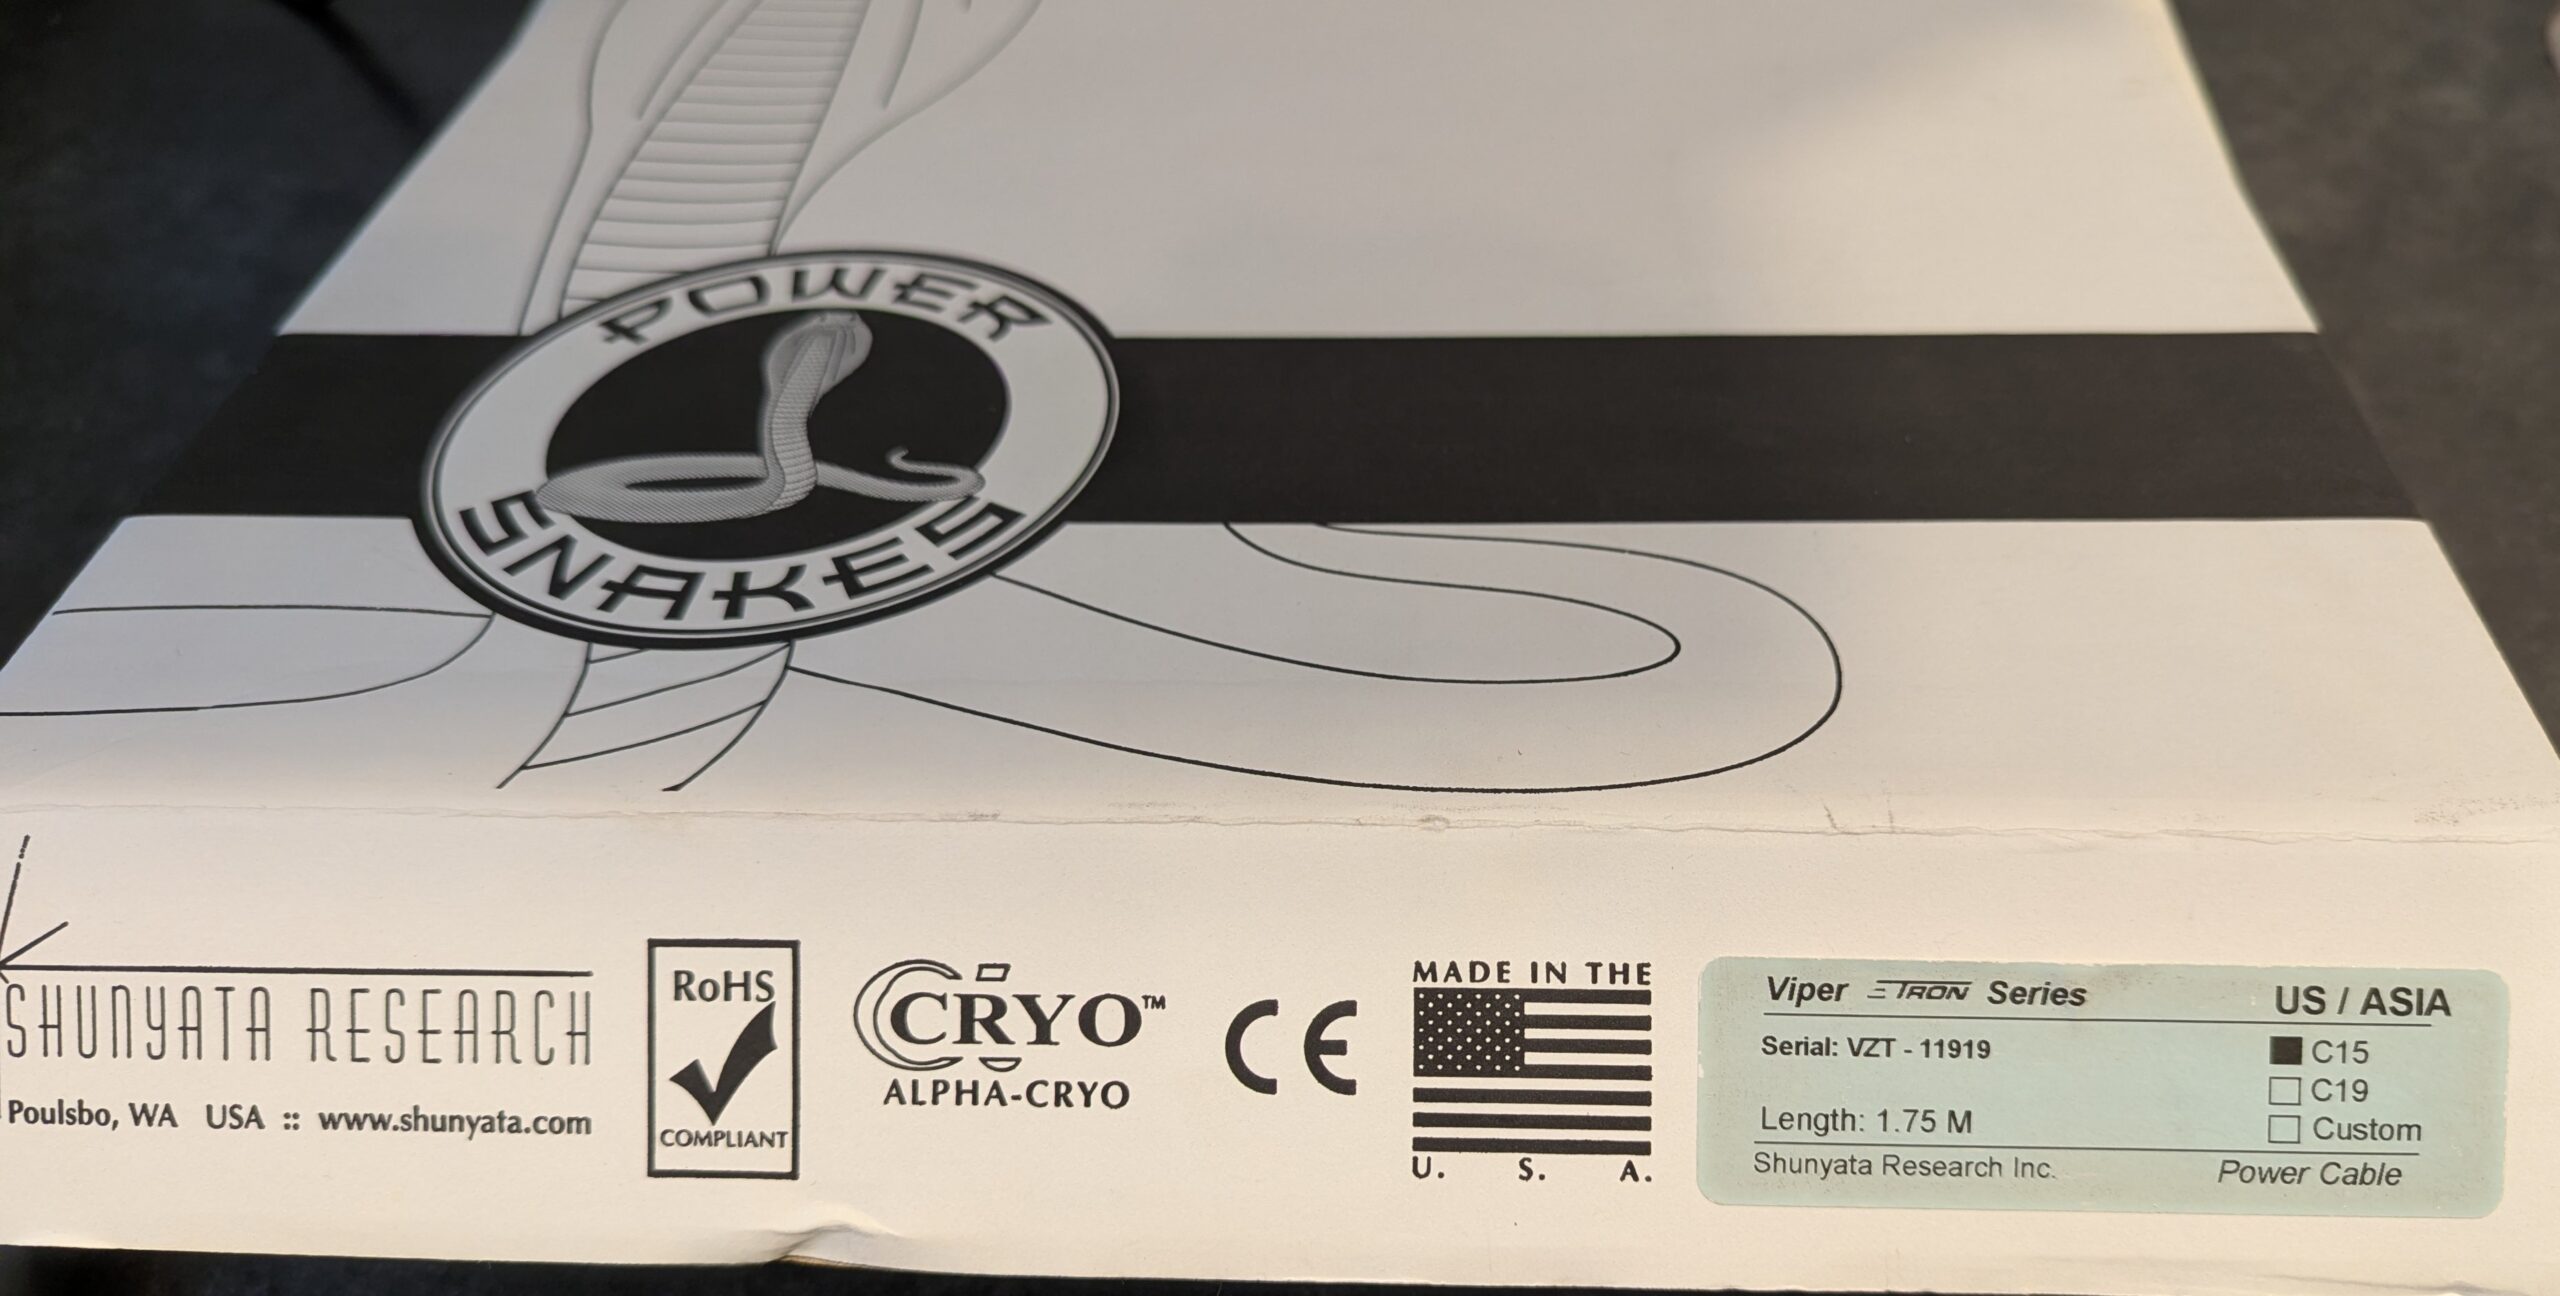 POWER
SNAKES
SHUNYATA RESEARCH
Poulsbo, WA USA :: www.shunyata.com
RoHS
COMPLIANT
CRYO™
ALPHA-CRYO
CE
MADE IN THE
U. S. A.
Viper ZTRON Series
Serial: VZT - 11919
Length: 1.75 M
Shunyata Research Inc.
US / ASIA
C15
C19
Custom
Power Cable